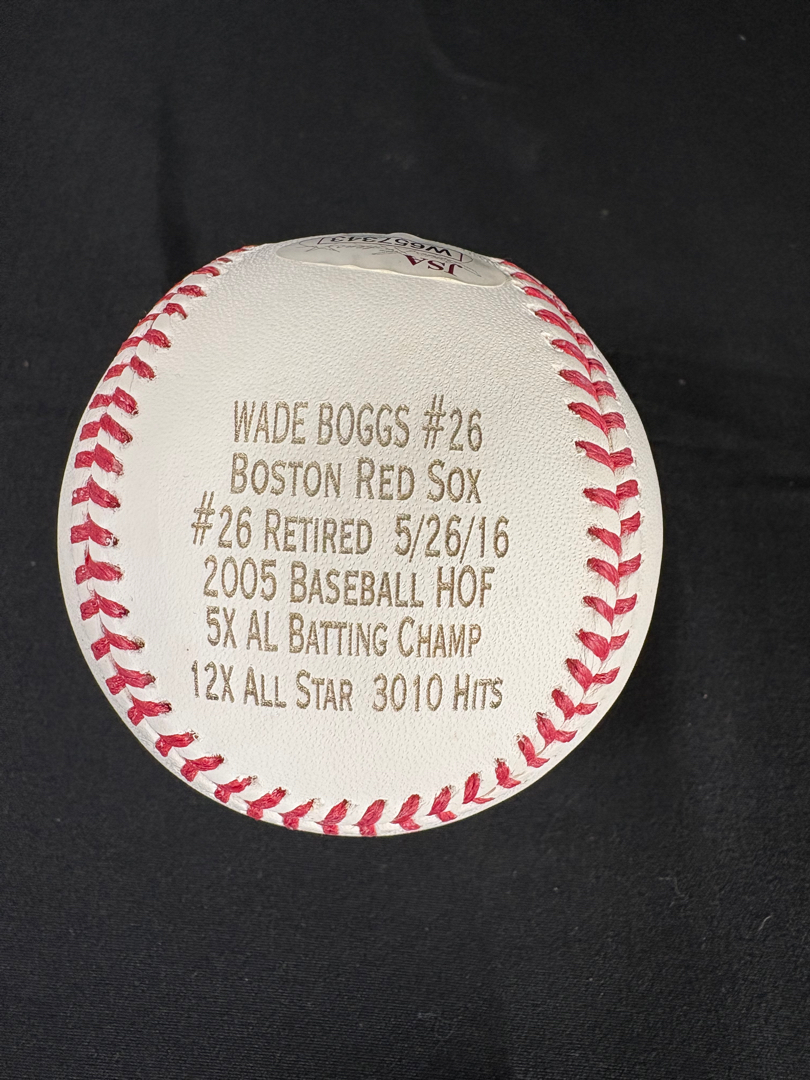 JSA
W657343
WADE BOGGS #26
BOSTON RED SOX
#26 RETIRED 5/26/16
2005 BASEBALL HOF
5X AL BATTING CHAMP
12X ALL STAR 3010 HITS